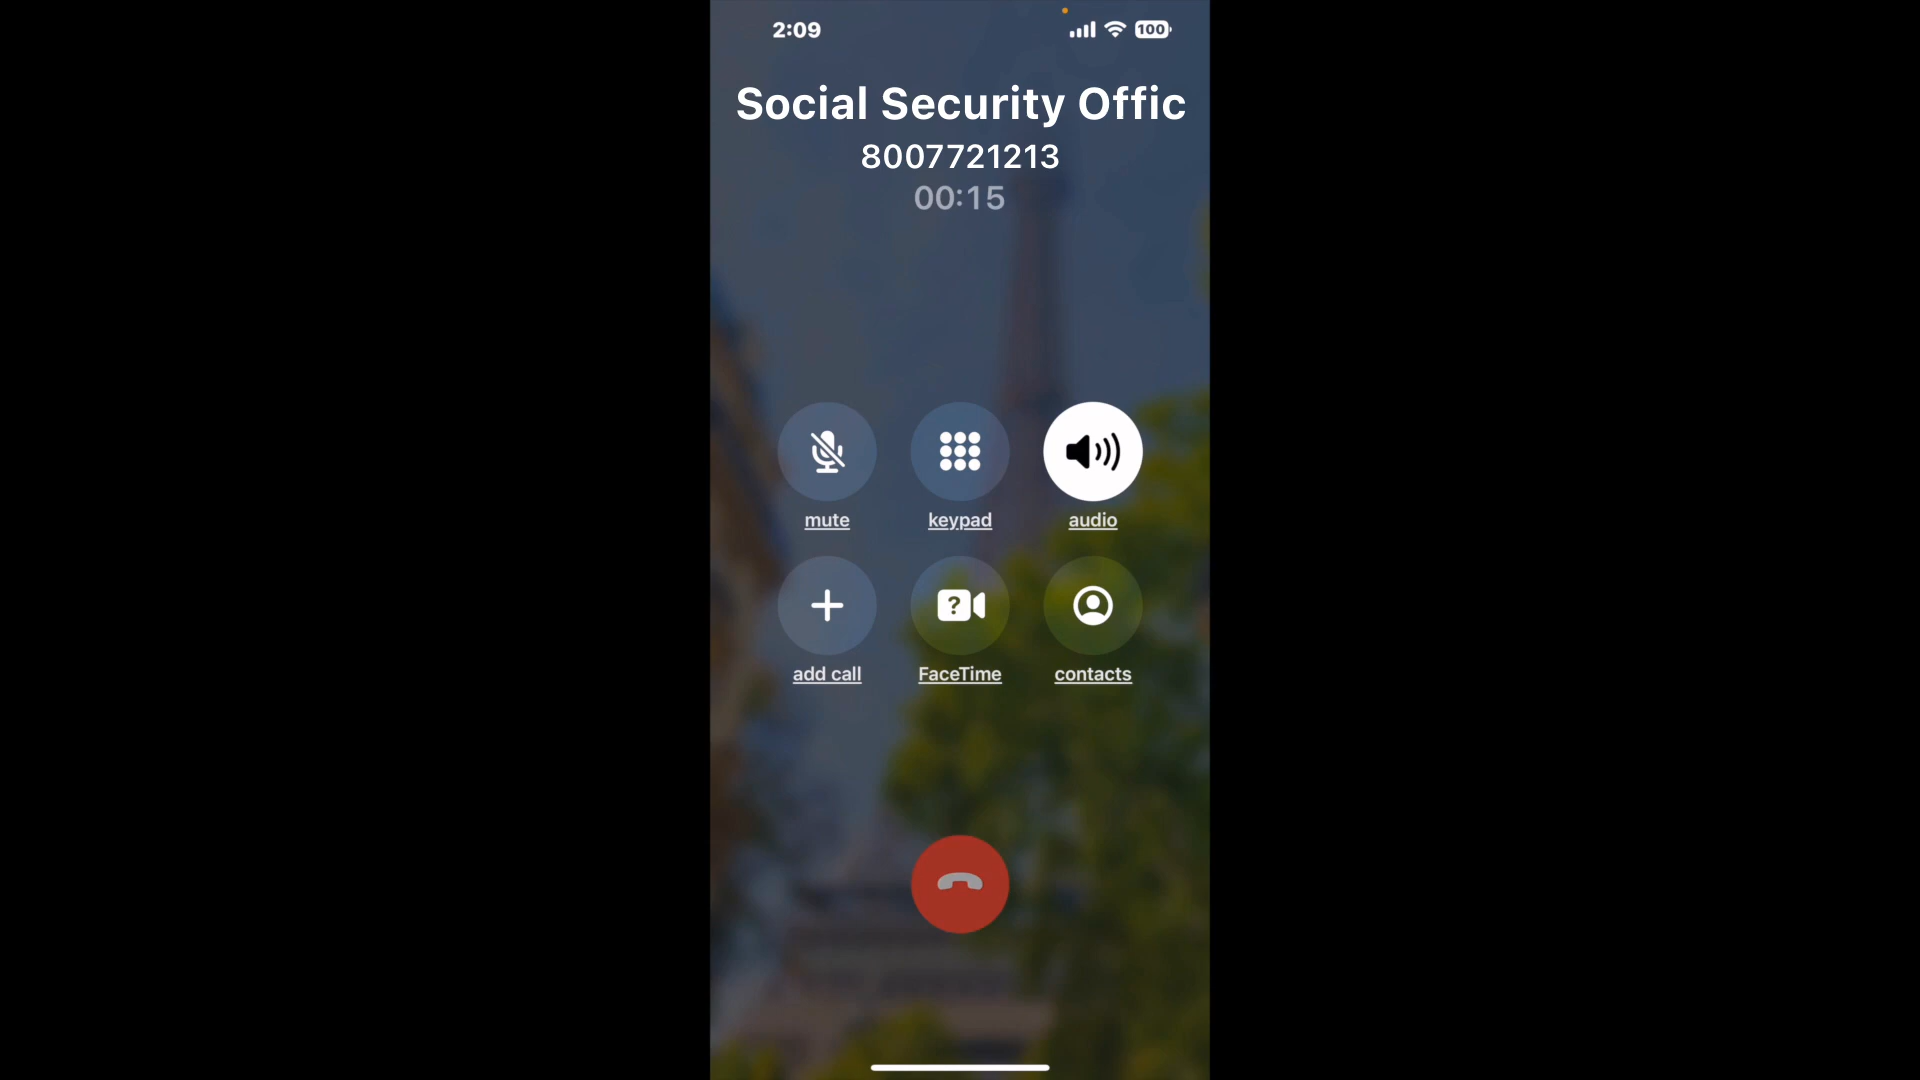 2:09
100
Social Security Offic
8007721213
00:15
mute
keypad
audio
?
add call
FaceTime
contacts